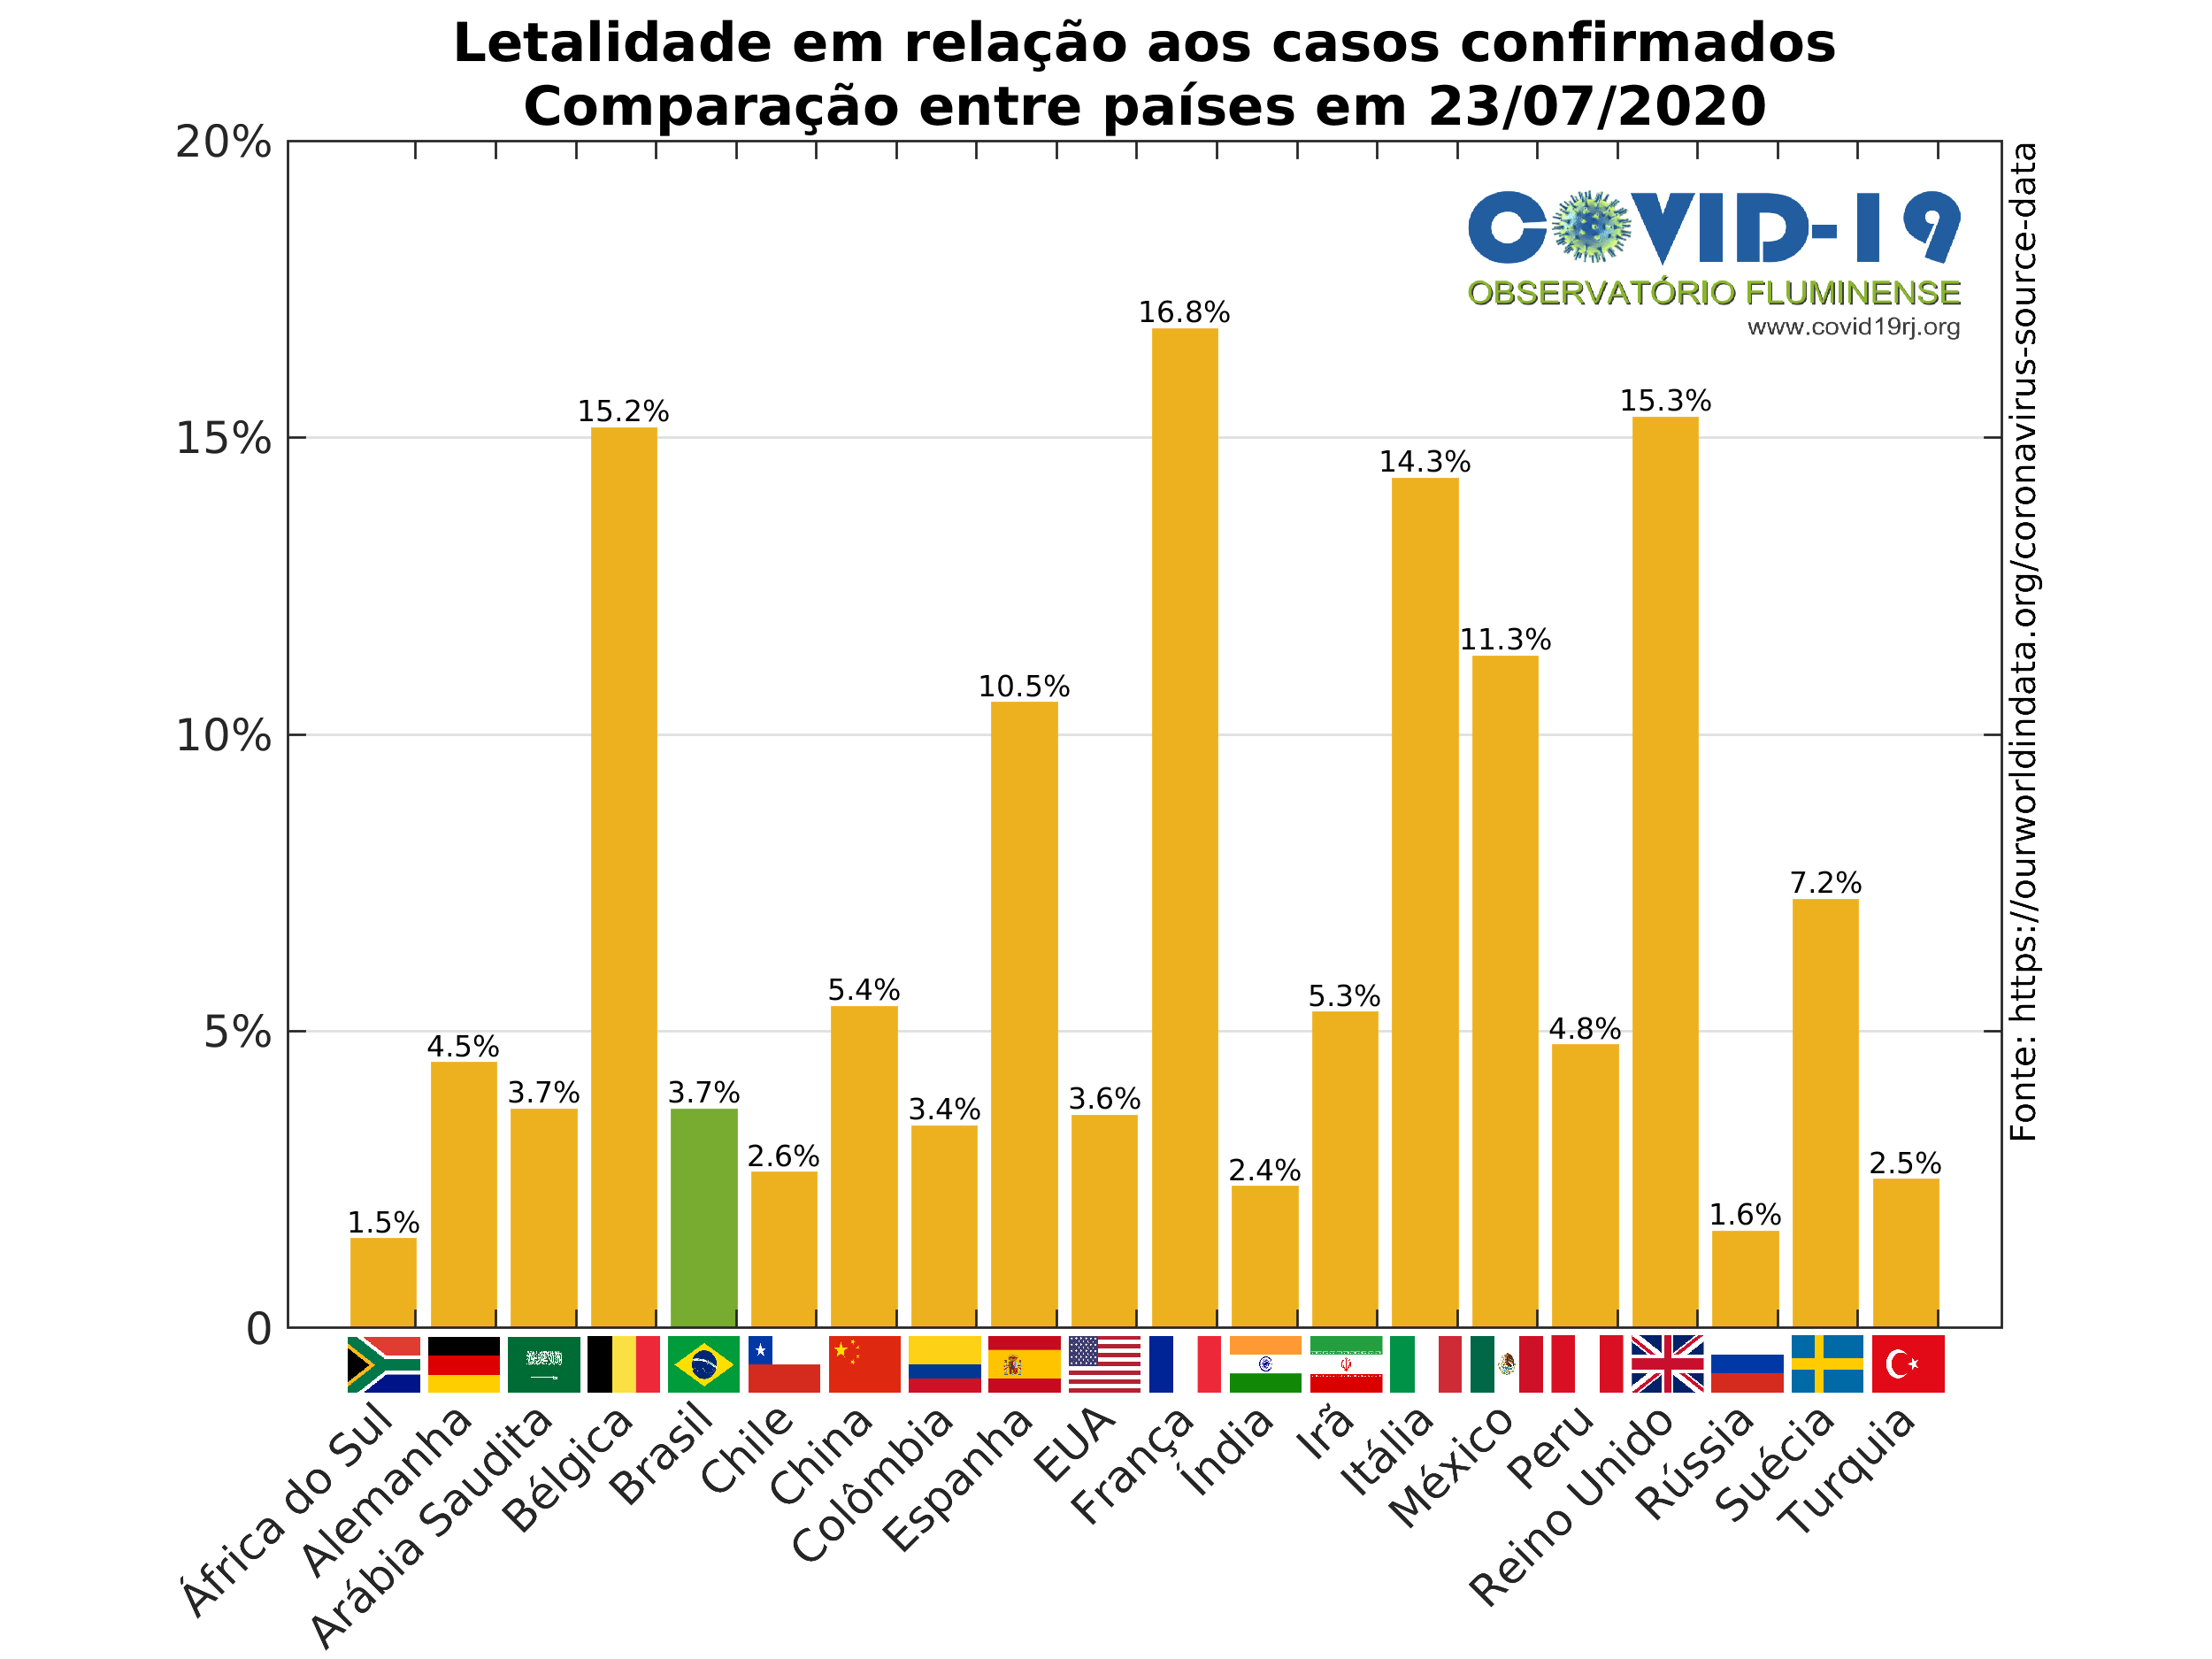 Letalidade em relação aos casos confirmados
Comparação entre países em 23/07/2020
20%
15%
10%
5%
0
COVID-19
OBSERVATÓRIO FLUMINENSE
www.covid19rj.org
Fonte: https://ourworldindata.org/coronavirus-source-data
1.5%
4.5%
3.7%
15.2%
3.7%
2.6%
5.4%
3.4%
10.5%
3.6%
16.8%
2.4%
5.3%
14.3%
11.3%
4.8%
15.3%
1.6%
7.2%
2.5%
África do Sul
Alemanha
Arábia Saudita
Bélgica
Brasil
Chile
China
Colômbia
Espanha
EUA
França
Índia
Irã
Itália
México
Peru
Reino Unido
Rússia
Suécia
Turquia